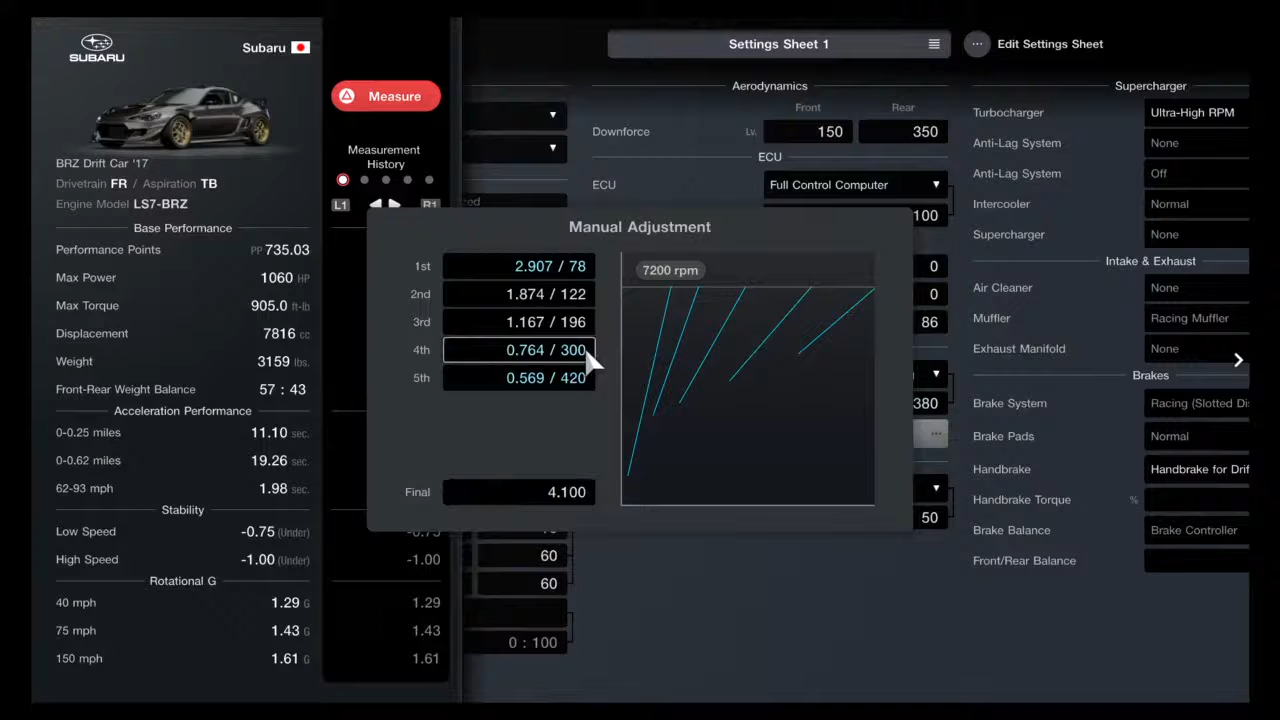 SUBARU
Subaru
BRZ Drift Car '17
Drivetrain FR / Aspiration TB
Engine Model LS7-BRZ
Base Performance
Performance Points PP 735.03
Max Power 1060 HP
Max Torque 905.0 ft-lb
Displacement 7816 cc
Weight 3159 lbs.
Front-Rear Weight Balance 57 : 43
Acceleration Performance
0-0.25 miles 11.10 sec.
0-0.62 miles 19.26 sec.
62-93 mph 1.98 sec.
Stability
Low Speed -0.75 (Under)
High Speed -1.00 (Under)
Rotational G
40 mph 1.29 G
75 mph 1.43 G
150 mph 1.61 G
Measure
Measurement
History
L1 R1
-1.00
1.29
1.43
1.61
Settings Sheet 1
Edit Settings Sheet
Manual Adjustment
1st 2.907 / 78
2nd 1.874 / 122
3rd 1.167 / 196
4th 0.764 / 300
5th 0.569 / 420
Final 4.100
7200 rpm
60
60
0 : 100
Aerodynamics
Front Rear
Downforce Lv. 150 350
ECU
ECU Full Control Computer
100
0
0
86
380
50
Supercharger
Turbocharger Ultra-High RPM
Anti-Lag System None
Anti-Lag System Off
Intercooler Normal
Supercharger None
Intake & Exhaust
Air Cleaner None
Muffler Racing Muffler
Exhaust Manifold None
Brakes
Brake System Racing (Slotted Di
Brake Pads Normal
Handbrake Handbrake for Drif
Handbrake Torque %
Brake Balance Brake Controller
Front/Rear Balance